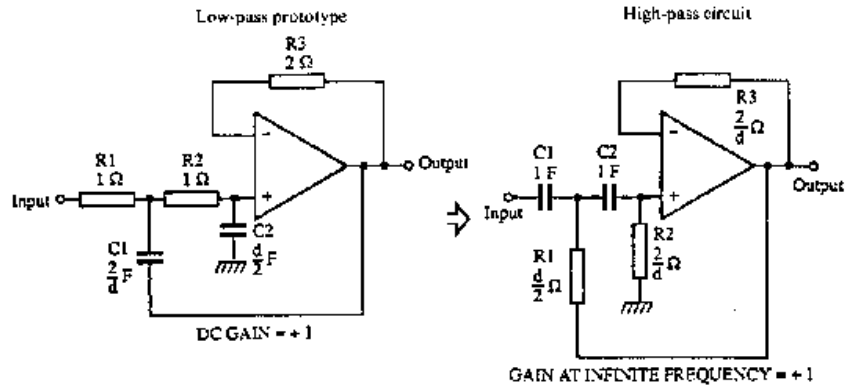 Low-pass prototype
R3
2 Ω
R1
1 Ω
R2
1 Ω
−
+
Input
Output
C1
2/d F
C2
d/2 F
DC GAIN = + 1
High-pass circuit
R3
2/d Ω
C1
1 F
C2
1 F
−
+
Input
Output
R1
d/2 Ω
R2
2/d Ω
GAIN AT INFINITE FREQUENCY = + 1